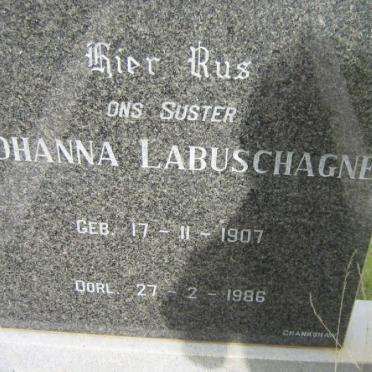 Hier Rus
ONS SUSTER
OHANNA LABUSCHAGNE
GEB. 17 - 11 - 1907
OORL. 27 - 2 - 1986
CRANKSHAW